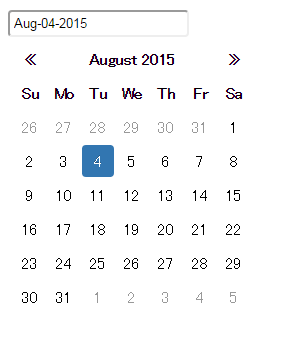 Aug-04-2015
« August 2015 »
Su Mo Tu We Th Fr Sa
26 27 28 29 30 31 1
2 3 4 5 6 7 8
9 10 11 12 13 14 15
16 17 18 19 20 21 22
23 24 25 26 27 28 29
30 31 1 2 3 4 5